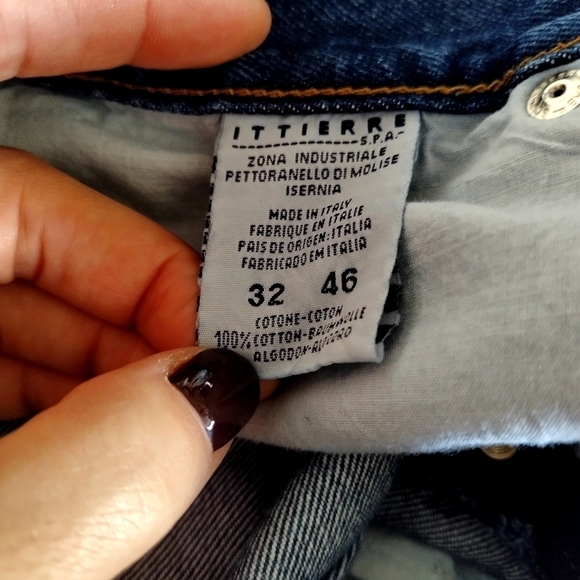 ITTIERRE
S.P.A.
ZONA INDUSTRIALE
PETTORANELLO DI MOLISE
ISERNIA
MADE IN ITALY
FABRIQUE EN ITALIE
PAIS DE ORIGEN: ITALIA
FABRICADO EM ITALIA
32 46
COTONE-COTON
100% COTTON-BAUMWOLLE
ALGODON-ALGODAO